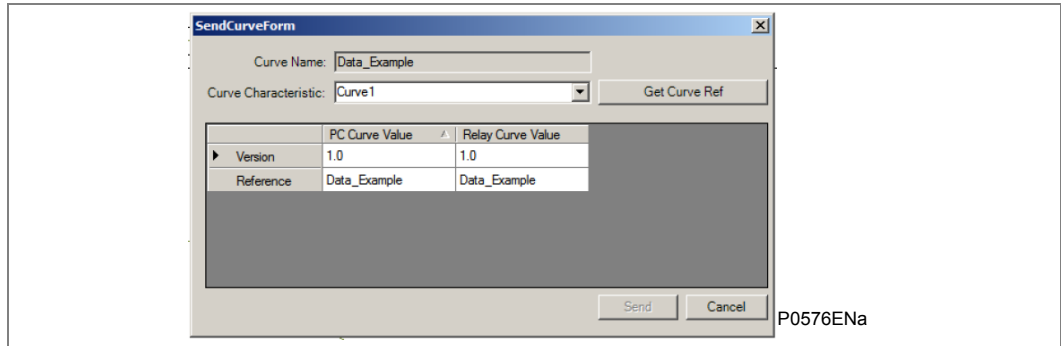 SendCurveForm
Curve Name: Data_Example
Curve Characteristic: Curve1 Get Curve Ref
PC Curve Value Relay Curve Value
Version 1.0 1.0
Reference Data_Example Data_Example
Send Cancel
P0576ENa